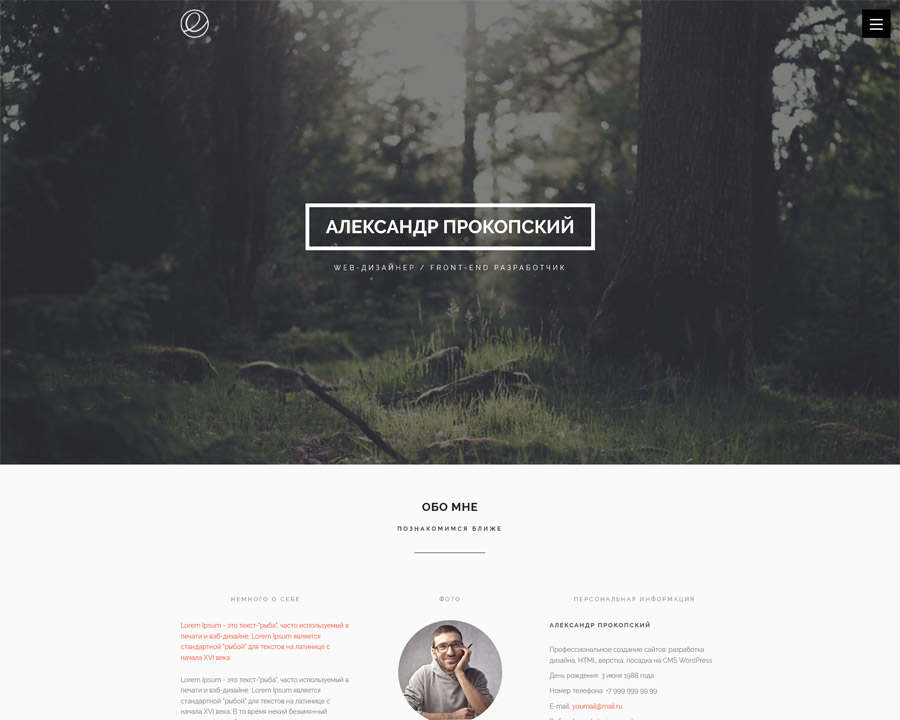 АЛЕКСАНДР ПРОКОПСКИЙ
WEB-ДИЗАЙНЕР / FRONT-END РАЗРАБОТЧИК
ОБО МНЕ
ПОЗНАКОМИМСЯ БЛИЖЕ
НЕМНОГО О СЕБЕ
Lorem Ipsum - это текст-"рыба", часто используемый в
печати и вэб-дизайне. Lorem Ipsum является
стандартной "рыбой" для текстов на латинице с
начала XVI века.
Lorem Ipsum - это текст-"рыба", часто используемый в
печати и вэб-дизайне. Lorem Ipsum является
стандартной "рыбой" для текстов на латинице с
начала XVI века. В то время некий безымянный
ФОТО
ПЕРСОНАЛЬНАЯ ИНФОРМАЦИЯ
АЛЕКСАНДР ПРОКОПСКИЙ
Профессиональное создание сайтов: разработка
дизайна, HTML верстка, посадка на CMS WordPress
День рождения: 3 июня 1988 года
Номер телефона: +7 999 999 99 99
E-mail: youmail@mail.ru